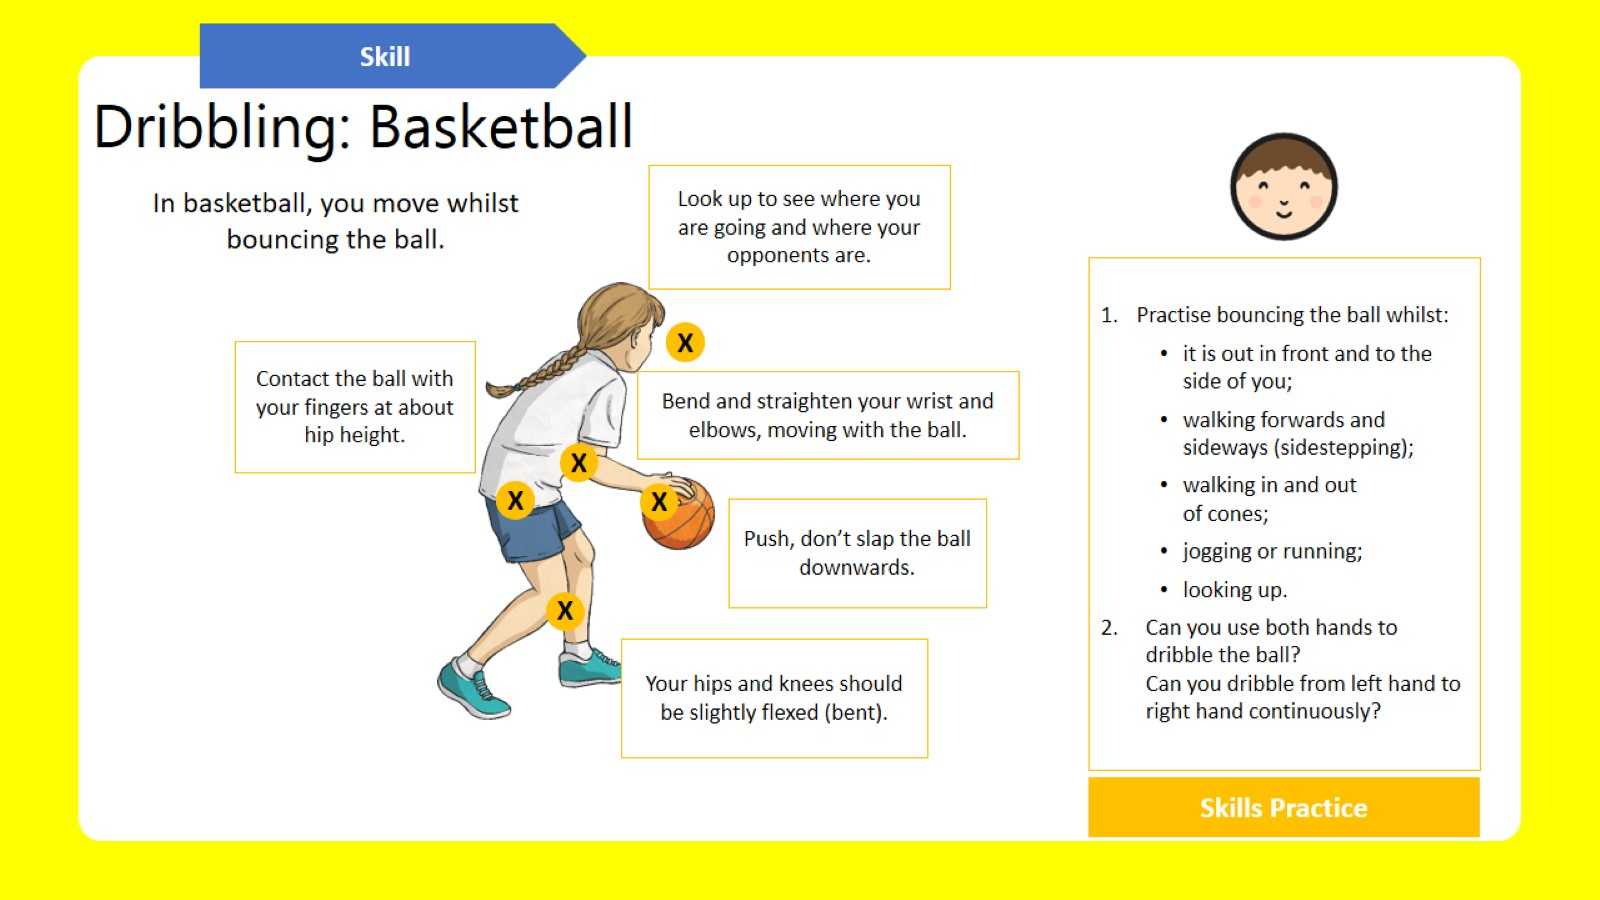 Skill
Dribbling: Basketball
In basketball, you move whilst
bouncing the ball.
Look up to see where you
are going and where your
opponents are.
X
Contact the ball with
your fingers at about
hip height.
Bend and straighten your wrist and
elbows, moving with the ball.
X
X
X
Push, don’t slap the ball
downwards.
X
Your hips and knees should
be slightly flexed (bent).
1. Practise bouncing the ball whilst:
• it is out in front and to the
side of you;
• walking forwards and
sideways (sidestepping);
• walking in and out
of cones;
• jogging or running;
• looking up.
2. Can you use both hands to
dribble the ball?
Can you dribble from left hand to
right hand continuously?
Skills Practice